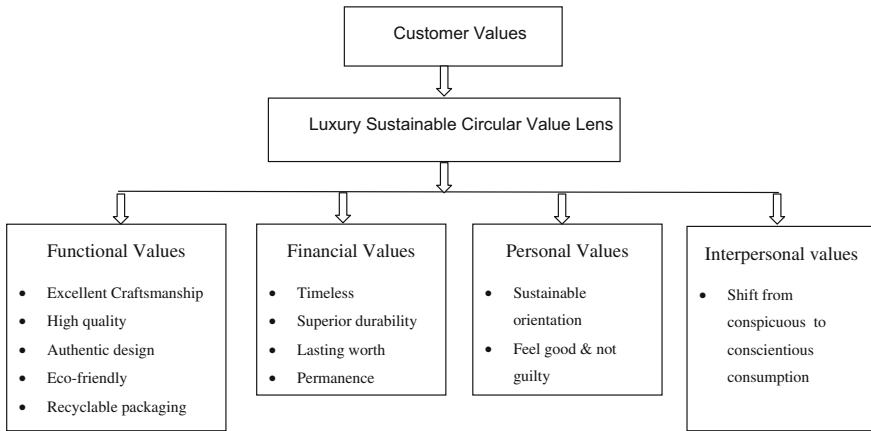 Customer Values
Luxury Sustainable Circular Value Lens
Functional Values
• Excellent Craftsmanship
• High quality
• Authentic design
• Eco-friendly
• Recyclable packaging
Financial Values
• Timeless
• Superior durability
• Lasting worth
• Permanence
Personal Values
• Sustainable
orientation
• Feel good & not
guilty
Interpersonal values
• Shift from
conspicuous to
conscientious
consumption